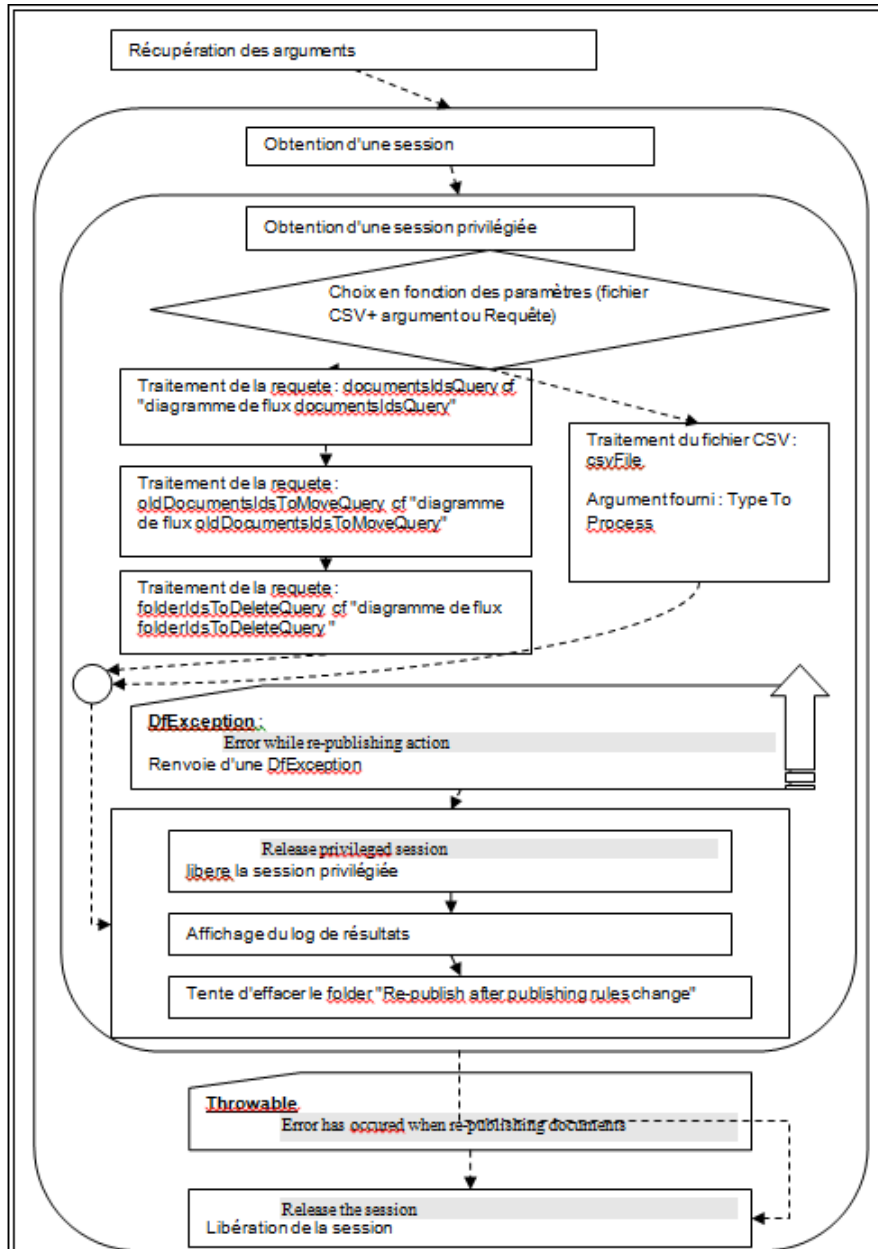 Récupération des arguments
Obtention d'une session
Obtention d'une session privilégiée
Choix en fonction des paramètres (fichier
CSV+ argument ou Requête)
Traitement de la requete : documentsIdsQuery cf
"diagramme de flux documentsIdsQuery"
Traitement de la requete :
oldDocumentsIdsToMoveQuery cf "diagramme
de flux oldDocumentsIdsToMoveQuery"
Traitement de la requete :
folderIdsToDeleteQuery cf "diagramme de flux
folderIdsToDeleteQuery "
Traitement du fichier CSV :
csvFile
Argument fourni : Type To
Process
DfException :
Error while re-publishing action
Renvoie d'une DfException
Release privileged session
libere la session privilégiée
Affichage du log de résultats
Tente d'effacer le folder "Re-publish after publishing rules change"
Throwable
Error has occured when re-publishing documents
Release the session
Libération de la session